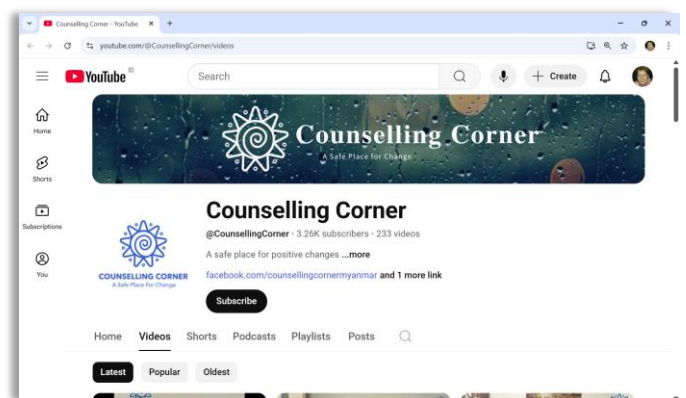 Counselling Corner - YouTube
youtube.com/@CounsellingCorner/videos
YouTube ID
Search
Create
Counselling Corner
A Safe Place for Change
Home
Shorts
Subscriptions
You
COUNSELLING CORNER
A Safe Place For Change
Counselling Corner
@CounsellingCorner · 3.26K subscribers · 233 videos
A safe place for positive changes ...more
facebook.com/counsellingcornermyanmar and 1 more link
Subscribe
Home Videos Shorts Podcasts Playlists Posts
Latest Popular Oldest